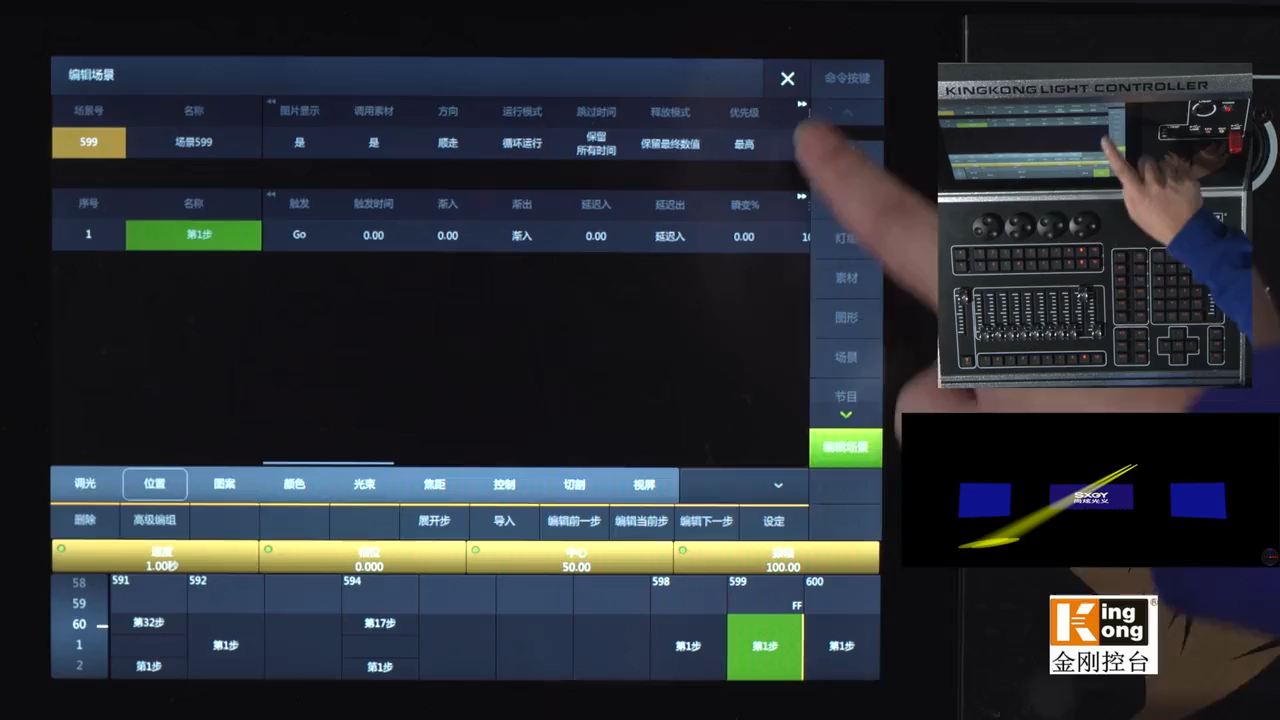 编辑场景
命令按键
场景号 名称 图片显示 调用素材 方向 运行模式 跳过时间 释放模式 优先级
599 场景599 是 是 顺走 循环运行 保留 所有时间 保留最终数值 最高
序号 名称 触发 触发时间 渐入 渐出 延迟入 延迟出 瞬变%
1 第1步 Go 0.00 0.00 渐入 0.00 延迟入 0.00
素材
图形
场景
节目
编辑场景
调光 位置 图案 颜色 光束 焦距 控制 切割 视屏
删除 高级编组 展开步 导入 编辑前一步 编辑当前步 编辑下一步 设定
速度 相位 中心 振幅
1.00秒 0.000 50.00 100.00
58 591 592 594 598 599 600
59 FF
60 第32步 第17步
1 第1步 第1步 第1步 第1步
2 第1步 第1步
KINGKONG LIGHT CONTROLLER
SXGY
尚炫光义
King Kong
金刚控台